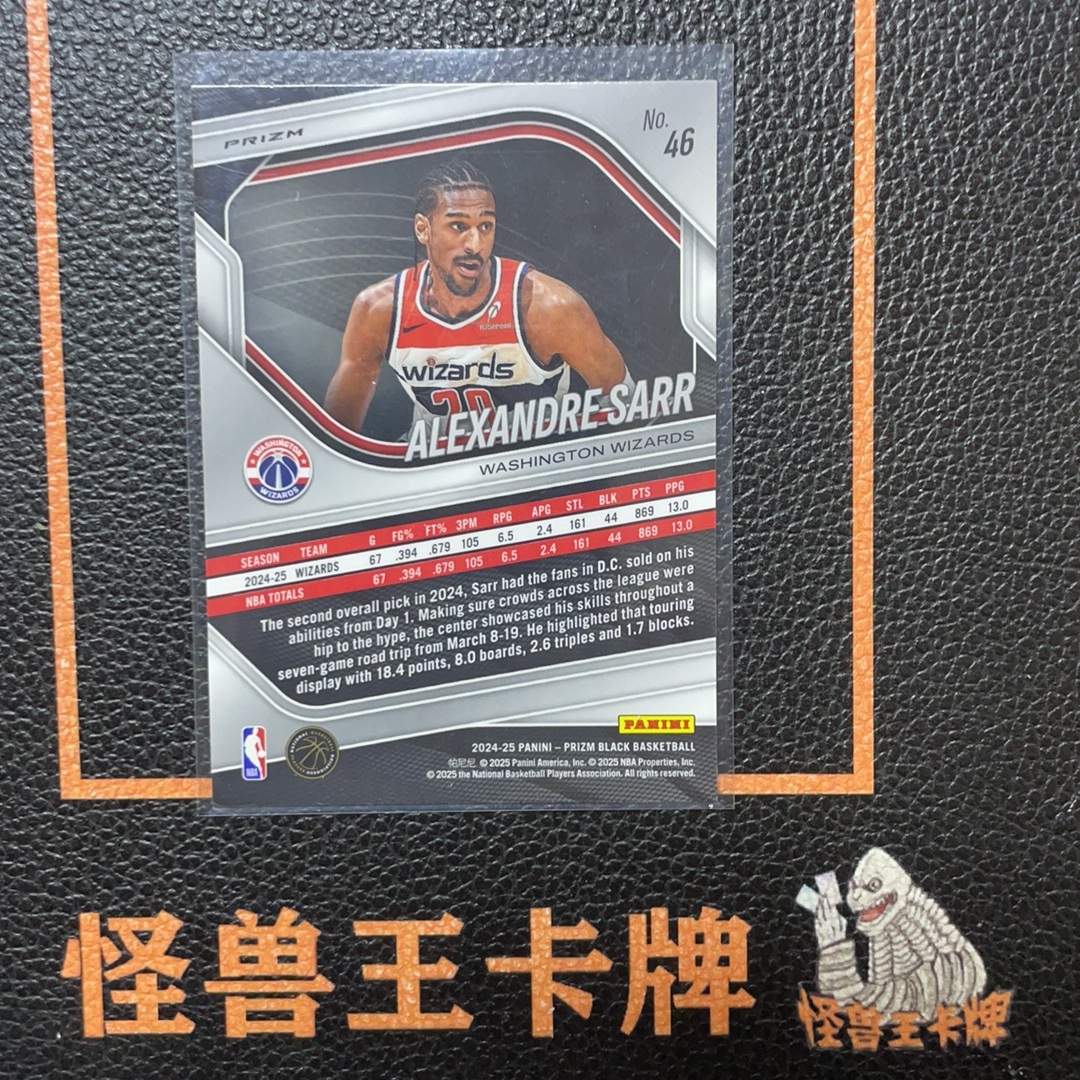 PRIZM
No.
46
wizards
20
ALEXANDRE SARR
WASHINGTON WIZARDS
WASHINGTON
WIZARDS
SEASON TEAM G FG% FT% 3PM RPG APG STL BLK PTS PPG
2024-25 WIZARDS 67 .394 .679 105 6.5 2.4 161 44 869 13.0
NBA TOTALS 67 .394 .679 105 6.5 2.4 161 44 869 13.0
The second overall pick in 2024, Sarr had the fans in D.C. sold on his
abilities from Day 1. Making sure crowds across the league were
hip to the hype, the center showcased his skills throughout a
seven-game road trip from March 8-19. He highlighted that touring
display with 18.4 points, 8.0 boards, 2.6 triples and 1.7 blocks.
PANINI
2024-25 PANINI – PRIZM BLACK BASKETBALL
帕尼尼 © 2025 Panini America, Inc. © 2025 NBA Properties, Inc.
© 2025 the National Basketball Players Association. All rights reserved.
NBA
怪兽王卡牌
怪兽王卡牌